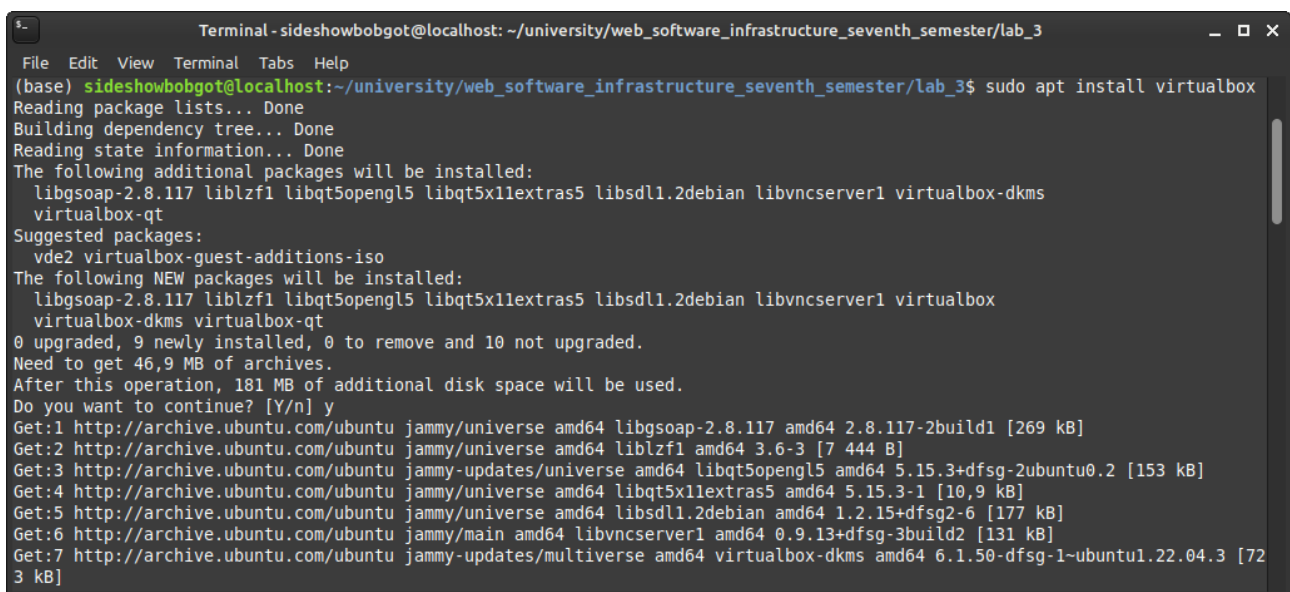 Terminal - sideshowbobgot@localhost: ~/university/web_software_infrastructure_seventh_semester/lab_3
File Edit View Terminal Tabs Help
(base) sideshowbobgot@localhost:~/university/web_software_infrastructure_seventh_semester/lab_3$ sudo apt install virtualbox
Reading package lists... Done
Building dependency tree... Done
Reading state information... Done
The following additional packages will be installed:
  libgsoap-2.8.117 liblzf1 libqt5opengl5 libqt5x11extras5 libsdl1.2debian libvncserver1 virtualbox-dkms
  virtualbox-qt
Suggested packages:
  vde2 virtualbox-guest-additions-iso
The following NEW packages will be installed:
  libgsoap-2.8.117 liblzf1 libqt5opengl5 libqt5x11extras5 libsdl1.2debian libvncserver1 virtualbox
  virtualbox-dkms virtualbox-qt
0 upgraded, 9 newly installed, 0 to remove and 10 not upgraded.
Need to get 46,9 MB of archives.
After this operation, 181 MB of additional disk space will be used.
Do you want to continue? [Y/n] y
Get:1 http://archive.ubuntu.com/ubuntu jammy/universe amd64 libgsoap-2.8.117 amd64 2.8.117-2build1 [269 kB]
Get:2 http://archive.ubuntu.com/ubuntu jammy/universe amd64 liblzf1 amd64 3.6-3 [7 444 B]
Get:3 http://archive.ubuntu.com/ubuntu jammy-updates/universe amd64 libqt5opengl5 amd64 5.15.3+dfsg-2ubuntu0.2 [153 kB]
Get:4 http://archive.ubuntu.com/ubuntu jammy/universe amd64 libqt5x11extras5 amd64 5.15.3-1 [10,9 kB]
Get:5 http://archive.ubuntu.com/ubuntu jammy/universe amd64 libsdl1.2debian amd64 1.2.15+dfsg2-6 [177 kB]
Get:6 http://archive.ubuntu.com/ubuntu jammy/main amd64 libvncserver1 amd64 0.9.13+dfsg-3build2 [131 kB]
Get:7 http://archive.ubuntu.com/ubuntu jammy-updates/multiverse amd64 virtualbox-dkms amd64 6.1.50-dfsg-1~ubuntu1.22.04.3 [72
3 kB]